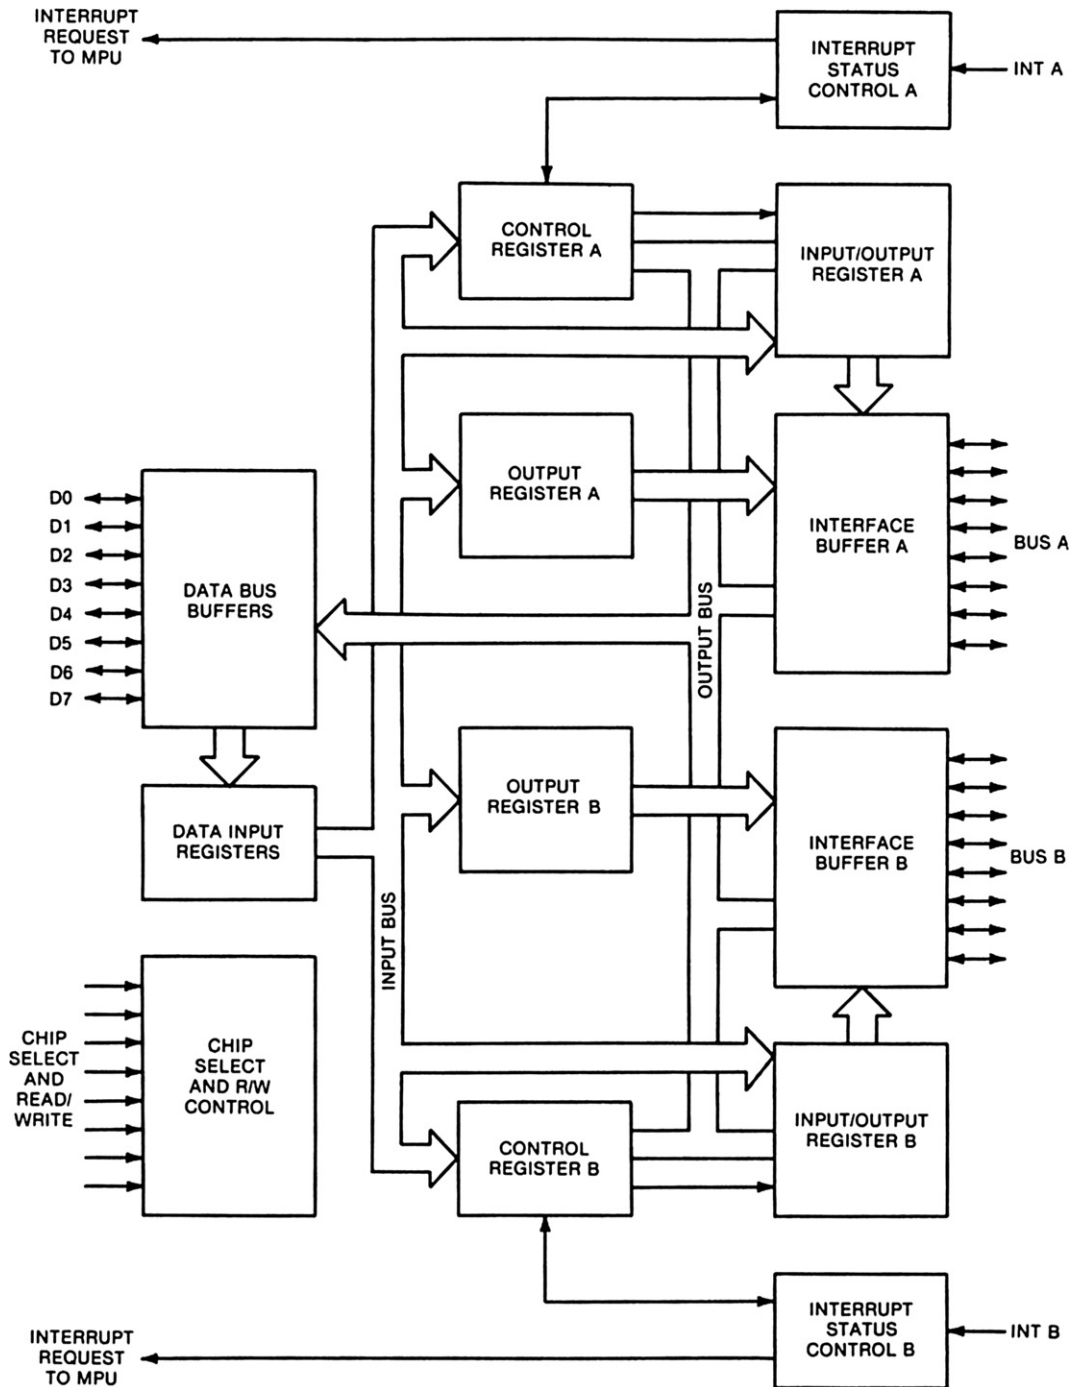 INTERRUPT
REQUEST
TO MPU
INTERRUPT
STATUS
CONTROL A
INT A
CONTROL
REGISTER A
INPUT/OUTPUT
REGISTER A
OUTPUT
REGISTER A
INTERFACE
BUFFER A
BUS A
D0
D1
D2
D3
D4
D5
D6
D7
DATA BUS
BUFFERS
OUTPUT BUS
DATA INPUT
REGISTERS
OUTPUT
REGISTER B
INTERFACE
BUFFER B
BUS B
INPUT BUS
CHIP
SELECT
AND
READ/
WRITE
CHIP
SELECT
AND R/W
CONTROL
CONTROL
REGISTER B
INPUT/OUTPUT
REGISTER B
INTERRUPT
STATUS
CONTROL B
INT B
INTERRUPT
REQUEST
TO MPU